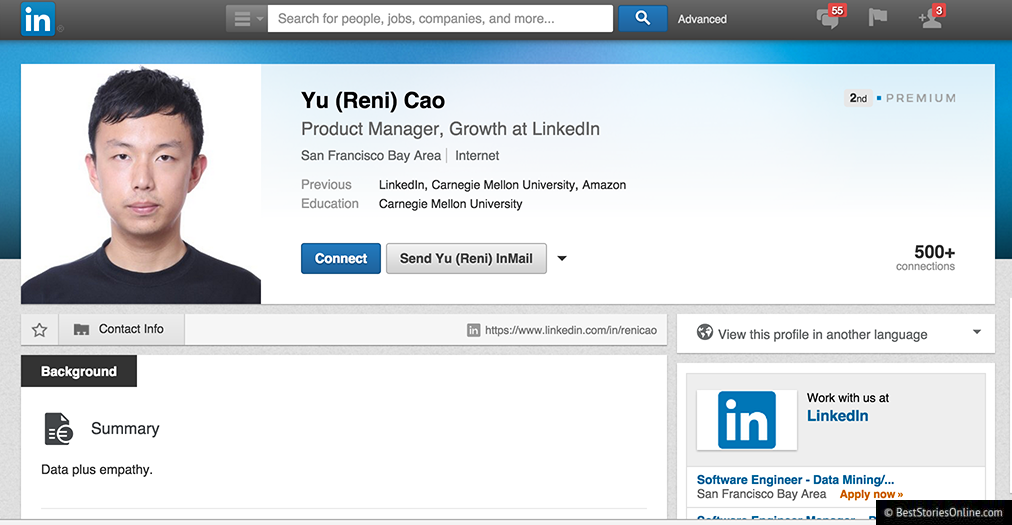 in
Search for people, jobs, companies, and more...
Advanced
55
3
Yu (Reni) Cao
2nd
PREMIUM
Product Manager, Growth at LinkedIn
San Francisco Bay Area | Internet
Previous LinkedIn, Carnegie Mellon University, Amazon
Education Carnegie Mellon University
Connect
Send Yu (Reni) InMail
500+
connections
Contact Info
in https://www.linkedin.com/in/renicao
View this profile in another language
Background
Summary
Data plus empathy.
in
Work with us at
LinkedIn
Software Engineer - Data Mining/...
San Francisco Bay Area Apply now »
© BestStoriesOnline.com